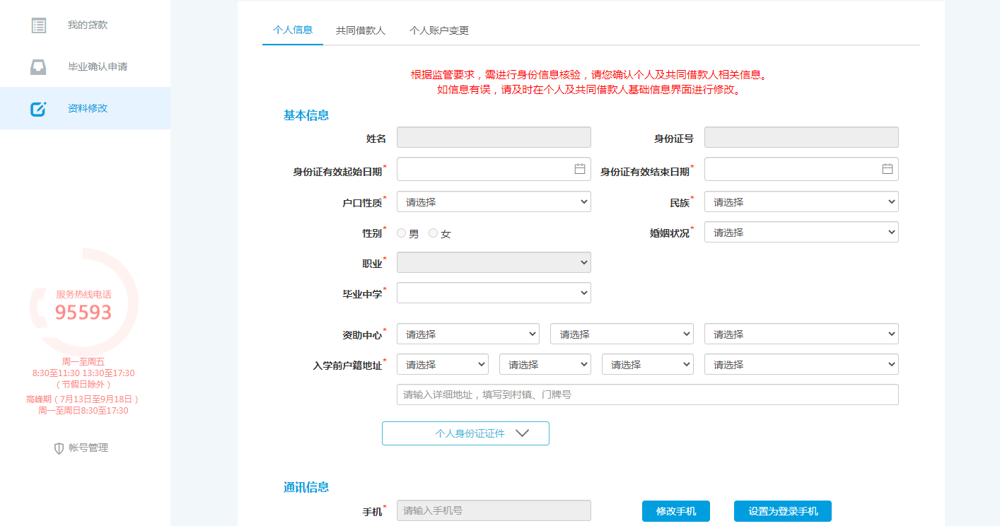 我的贷款
毕业确认申请
资料修改
服务热线电话
95593
周一至周五
8:30至11:30 13:30至17:30
（节假日除外）
高峰期（7月13日至9月18日）
周一至周日8:30至17:30
帐号管理
个人信息 共同借款人 个人账户变更
根据监管要求，需进行身份信息核验，请您确认个人及共同借款人相关信息。
如信息有误，请及时在个人及共同借款人基础信息界面进行修改。
基本信息
姓名 身份证号
身份证有效起始日期* 身份证有效结束日期*
户口性质* 请选择 民族* 请选择
性别* 男 女 婚姻状况* 请选择
职业*
毕业中学*
资助中心* 请选择 请选择 请选择
入学前户籍地址* 请选择 请选择 请选择 请选择
请输入详细地址，填写到村镇、门牌号
个人身份证证件
通讯信息
手机* 请输入手机号 修改手机 设置为登录手机